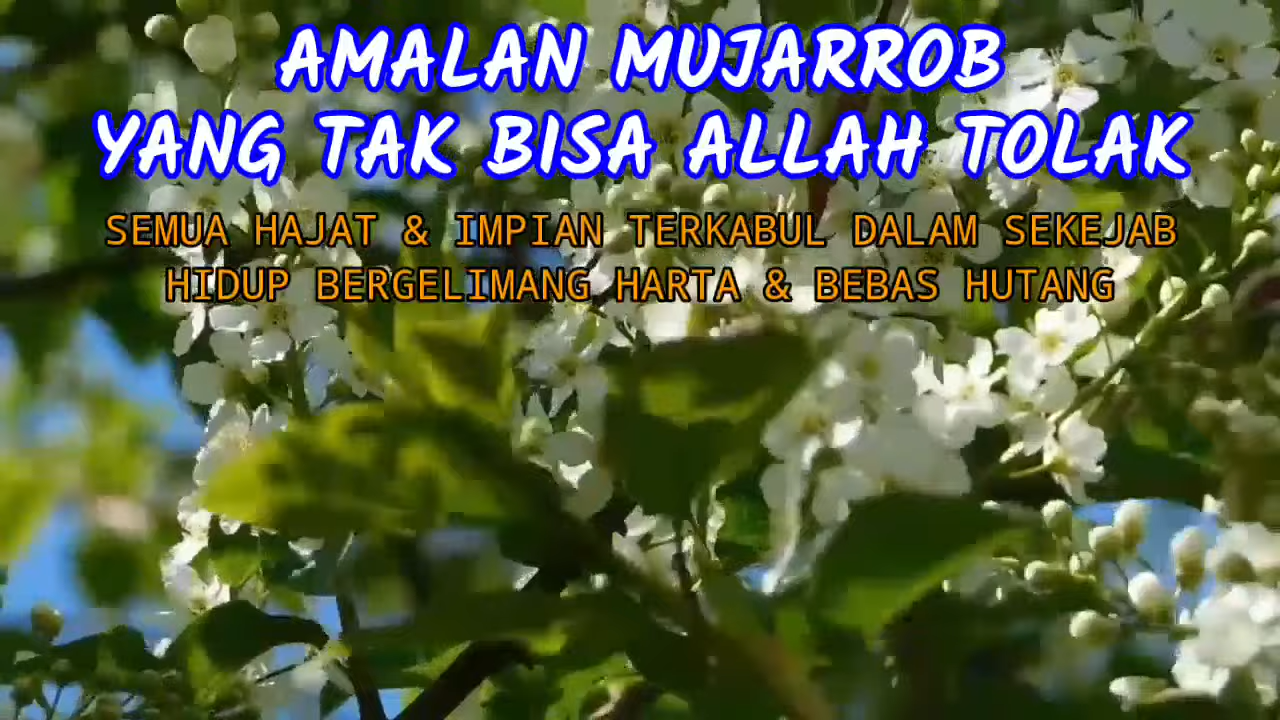 AMALAN MUJARROB
YANG TAK BISA ALLAH TOLAK
SEMUA HAJAT & IMPIAN TERKABUL DALAM SEKEJAB
HIDUP BERGELIMANG HARTA & BEBAS HUTANG